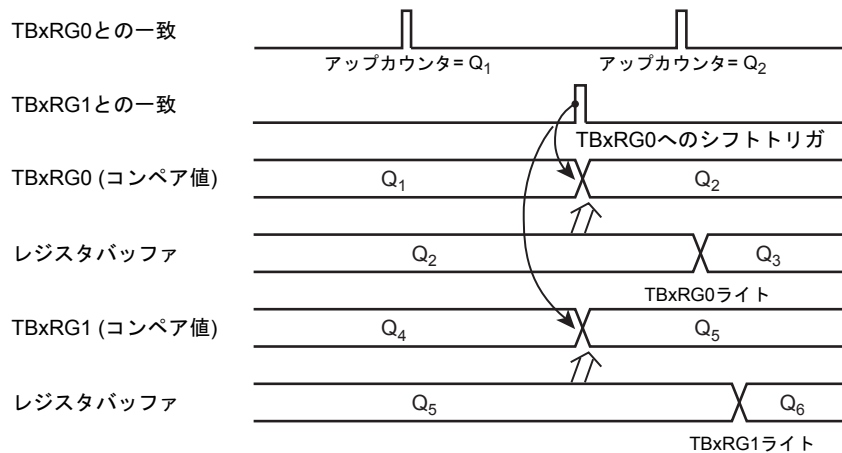 TBxRG0との一致
アップカウンタ= Q1
アップカウンター= Q2
TBxRG1との一致
TBxRG0へのシフトトリガ
TBxRG0 (コンペア値)
Q1
Q2
レジスタバッファ
Q2
Q3
TBxRG0ライト
TBxRG1 (コンペア値)
Q4
Q5
レジスタバッファ
Q5
Q6
TBxRG1ライト